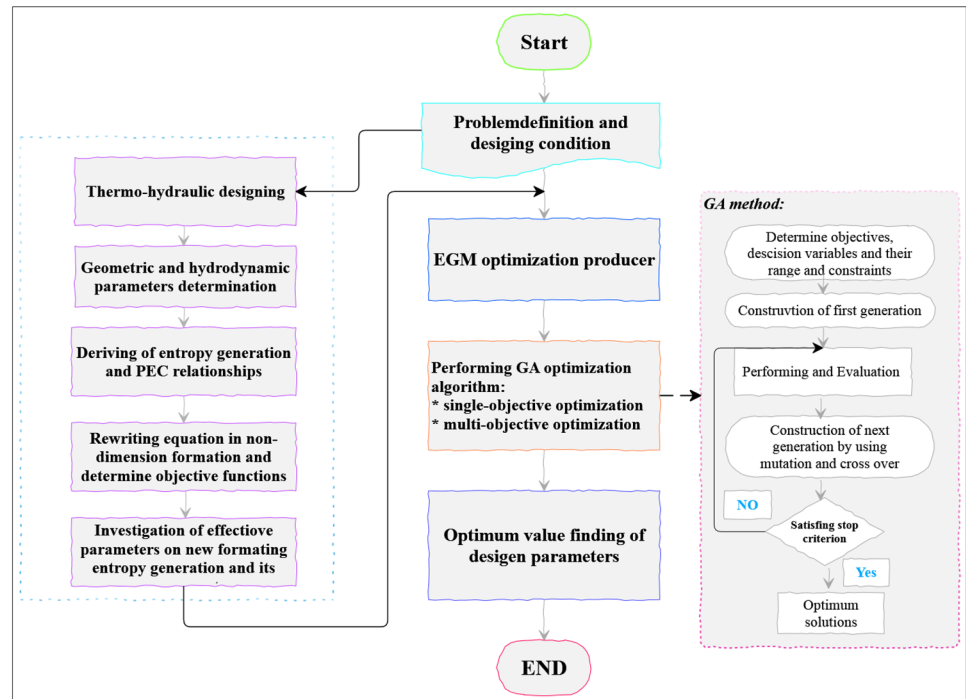 Start
Problemdefinition and
desiging condition
Thermo-hydraulic designing
Geometric and hydrodynamic
parameters determination
Deriving of entropy generation
and PEC relationships
Rewriting equation in non-
dimension formation and
determine objective functions
Investigation of effectiove
parameters on new formating
entropy generation and its
.
EGM optimization producer
Performing GA optimization
algorithm:
* single-objective optimization
* multi-objective optimization
Optimum value finding of
desigen parameters
END
GA method:
Determine objectives,
descision variables and their
range and constraints
Construvtion of first generation
Performing and Evaluation
Construction of next
generation by using
mutation and cross over
NO
Satisfing stop
criterion
Yes
Optimum
solutions